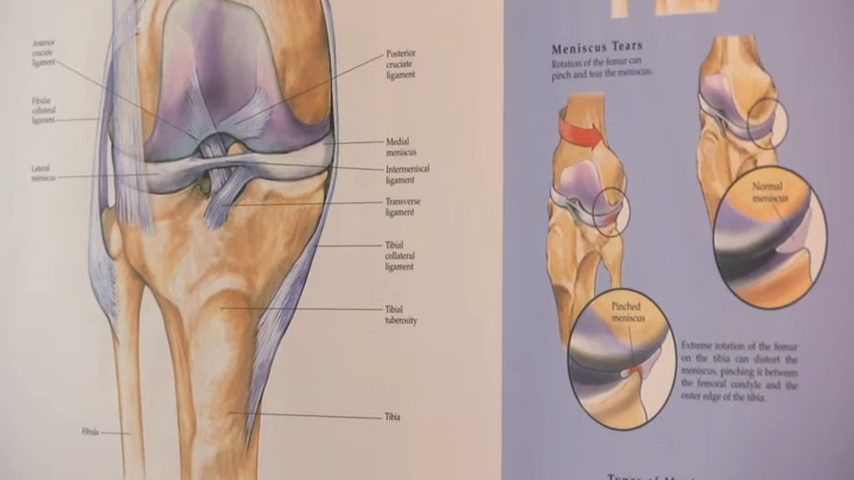 Anterior
cruciate
ligament
Fibular
collateral
ligament
Lateral
meniscus
Fibula
Posterior
cruciate
ligament
Medial
meniscus
Intermeniscal
ligament
Transverse
ligament
Tibial
collateral
ligament
Tibial
tuberosity
Tibia
Meniscus Tears
Rotation of the femur can
pinch and tear the meniscus.
Normal
meniscus
Pinched
meniscus
Extreme rotation of the femur
on the tibia can distort the
meniscus, pinching it between
the femoral condyle and the
outer edge of the tibia.
Types of